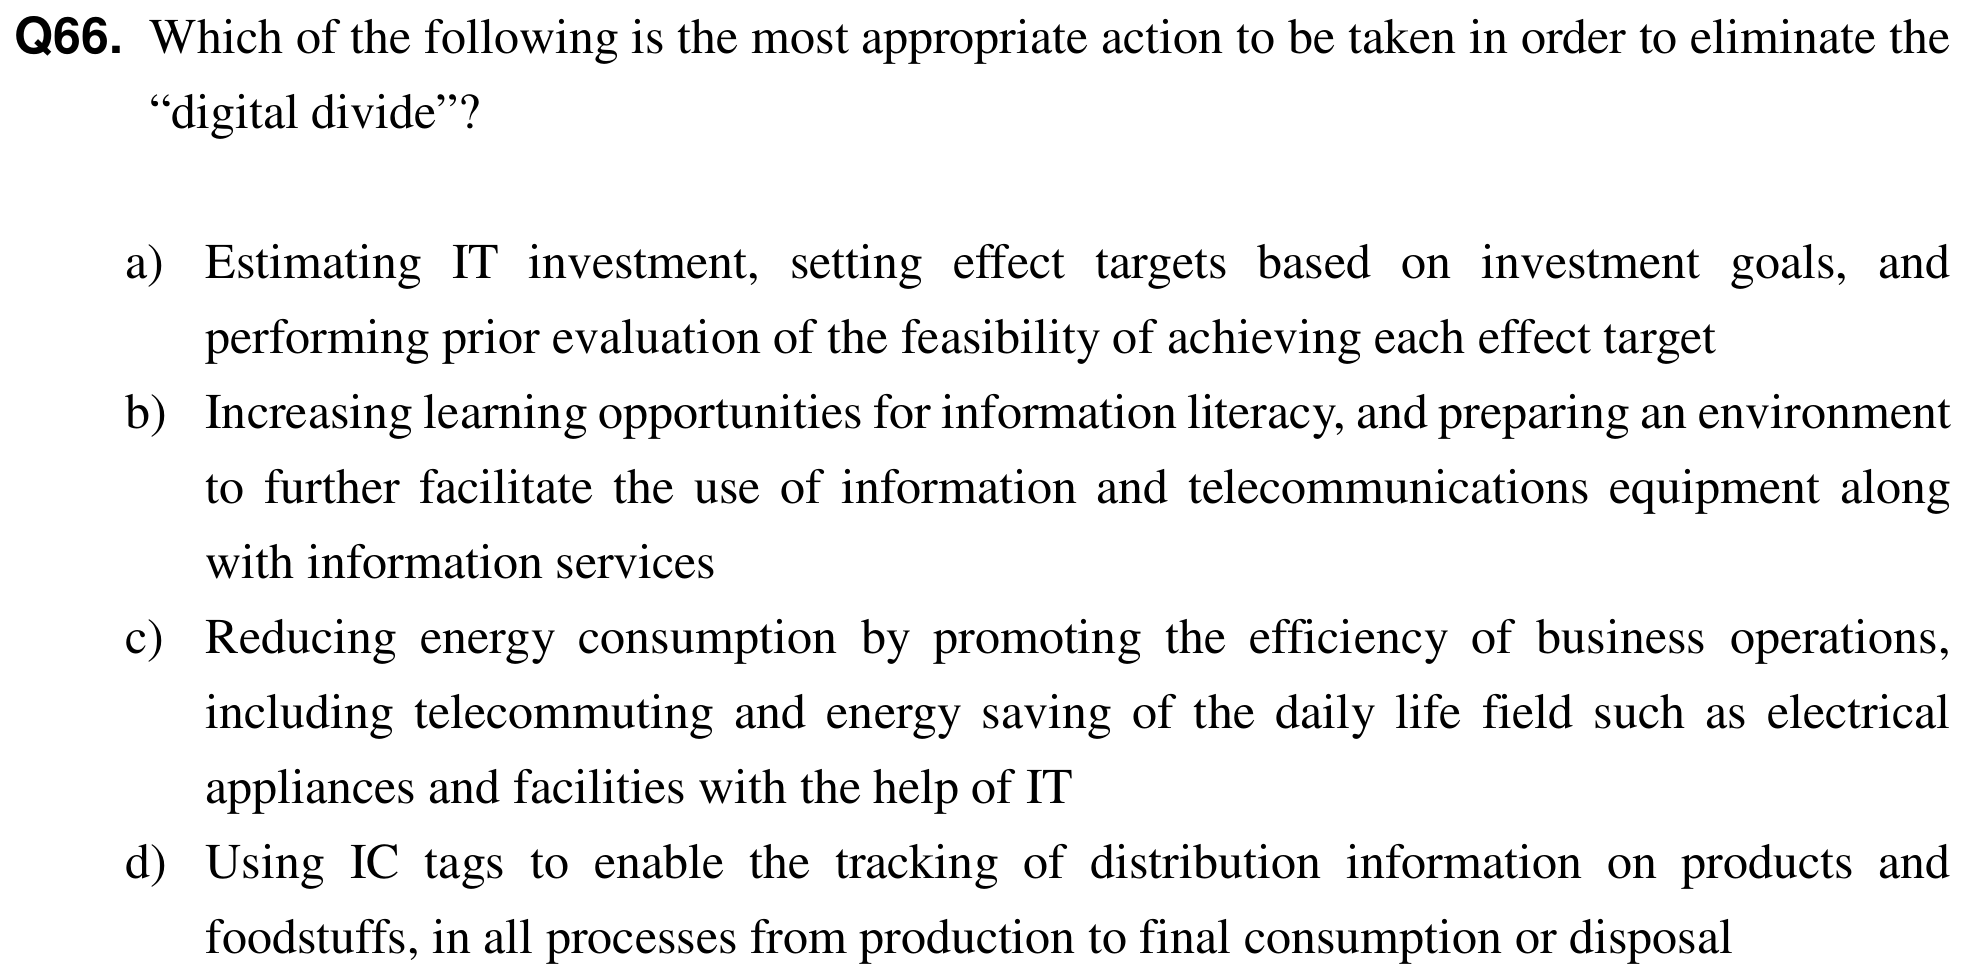 Q66. Which of the following is the most appropriate action to be taken in order to eliminate the
“digital divide”?
a) Estimating IT investment, setting effect targets based on investment goals, and
performing prior evaluation of the feasibility of achieving each effect target
b) Increasing learning opportunities for information literacy, and preparing an environment
to further facilitate the use of information and telecommunications equipment along
with information services
c) Reducing energy consumption by promoting the efficiency of business operations,
including telecommuting and energy saving of the daily life field such as electrical
appliances and facilities with the help of IT
d) Using IC tags to enable the tracking of distribution information on products and
foodstuffs, in all processes from production to final consumption or disposal